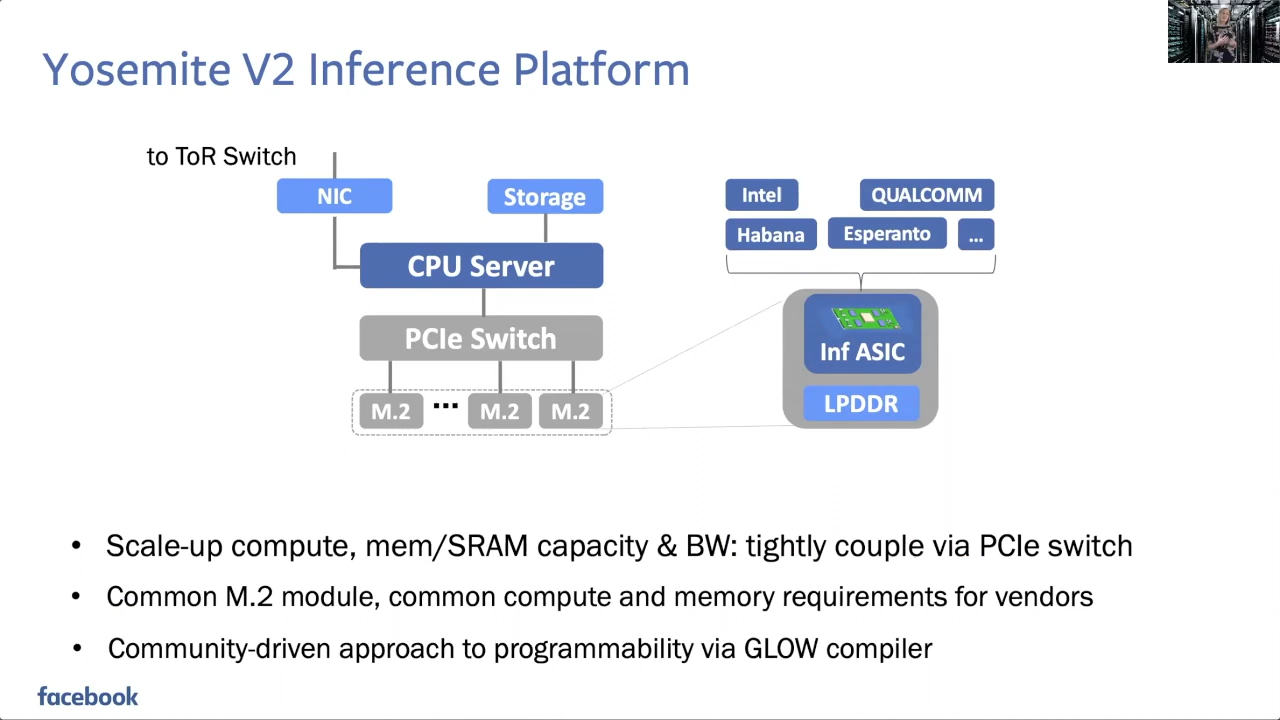 Yosemite V2 Inference Platform
to ToR Switch
NIC
Storage
CPU Server
PCIe Switch
M.2
...
M.2
M.2
Intel
QUALCOMM
Habana
Esperanto
...
Inf ASIC
LPDDR
• Scale-up compute, mem/SRAM capacity & BW: tightly couple via PCIe switch
• Common M.2 module, common compute and memory requirements for vendors
• Community-driven approach to programmability via GLOW compiler
facebook